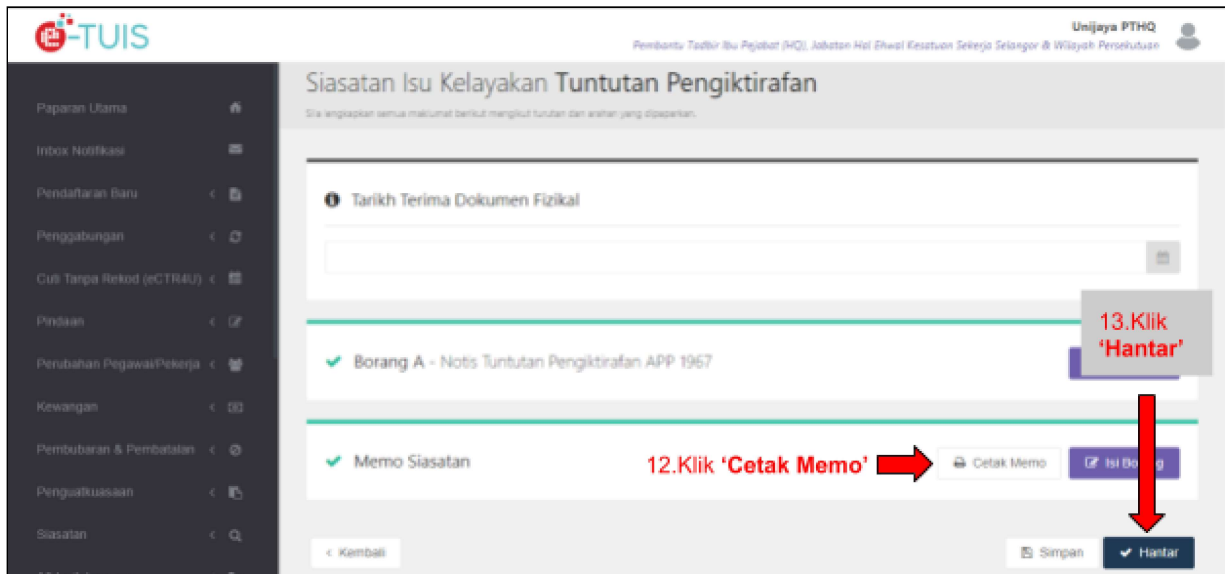 e-TUIS
Unijaya PTHQ
Pembantu Tadbir Ibu Pejabat (HQ), Jabatan Hal Ehwal Kesatuan Sekerja Selangor & Wilayah Persekutuan
Siasatan Isu Kelayakan Tuntutan Pengiktirafan
Sila lengkapkan semua maklumat berikut mengikut turutan dan arahan yang dipaparkan.
Paparan Utama
Inbox Notifikasi
Pendaftaran Baru
Penggabungan
Cuti Tanpa Rekod (eCTR4U)
Pindaan
Perubahan Pegawai/Pekerja
Kewangan
Pembubaran & Pembatalan
Penguatkuasaan
Siasatan
Tarikh Terima Dokumen Fizikal
13.Klik
‘Hantar’
Borang A - Notis Tuntutan Pengiktirafan APP 1967
Memo Siasatan
12.Klik ‘Cetak Memo’
Cetak Memo
Isi
< Kembali
Simpan
Hantar